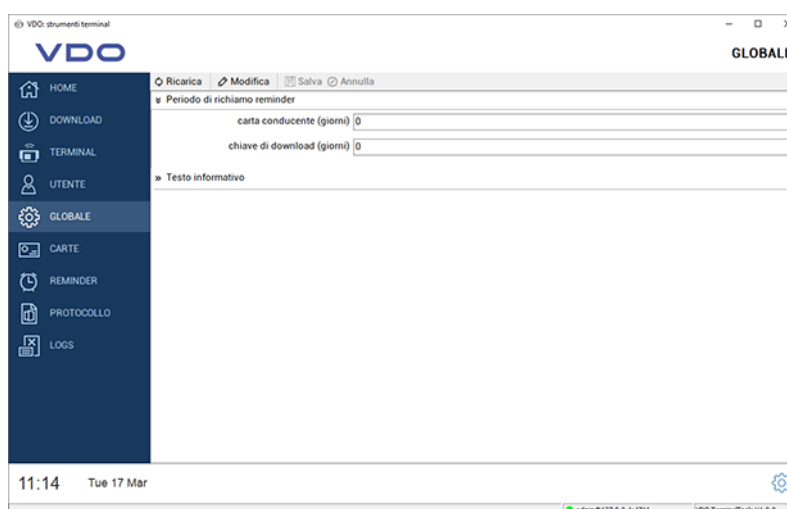 VDO: strumenti terminal
VDO
GLOBALE
HOME
DOWNLOAD
TERMINAL
UTENTE
GLOBALE
CARTE
REMINDER
PROTOCOLLO
LOGS
Ricarica Modifica Salva Annulla
Periodo di richiamo reminder
carta conducente (giorni) 0
chiave di download (giorni) 0
Testo informativo
11:14 Tue 17 Mar